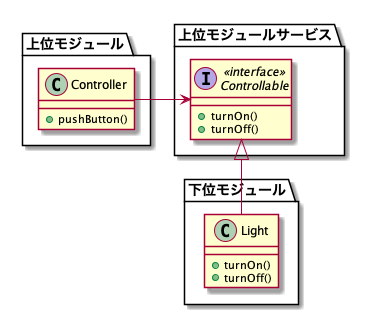 上位モジュール
C Controller
pushButton()
上位モジュールサービス
I «interface»
Controllable
turnOn()
turnOff()
下位モジュール
C Light
turnOn()
turnOff()